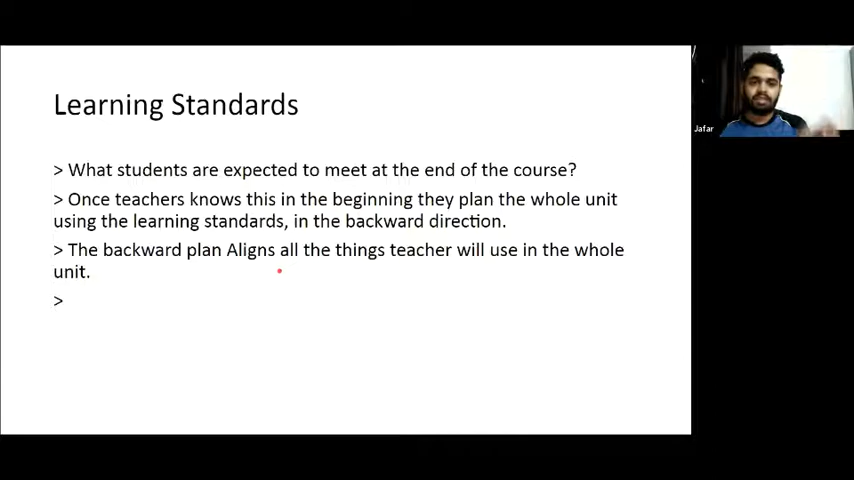 Learning Standards
Jafar
> What students are expected to meet at the end of the course?
> Once teachers knows this in the beginning they plan the whole unit
using the learning standards, in the backward direction.
> The backward plan Aligns all the things teacher will use in the whole
unit.
>